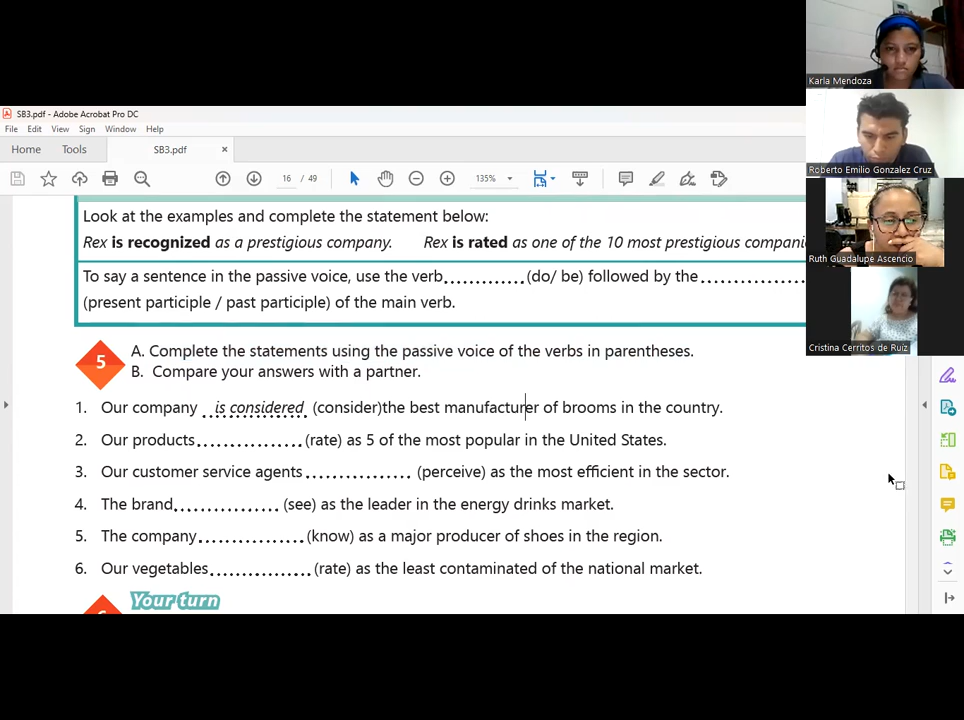 SB3.pdf - Adobe Acrobat Pro DC
File Edit View Sign Window Help
Home Tools SB3.pdf ×
16 / 49 135%
Look at the examples and complete the statement below:
Rex is recognized as a prestigious company. Rex is rated as one of the 10 most prestigious compani
To say a sentence in the passive voice, use the verb............(do/ be) followed by the ...............
(present participle / past participle) of the main verb.
5 A. Complete the statements using the passive voice of the verbs in parentheses.
B. Compare your answers with a partner.
1. Our company is considered (consider)the best manufacturer of brooms in the country.
2. Our products................(rate) as 5 of the most popular in the United States.
3. Our customer service agents ................ (perceive) as the most efficient in the sector.
4. The brand................ (see) as the leader in the energy drinks market.
5. The company................(know) as a major producer of shoes in the region.
6. Our vegetables................(rate) as the least contaminated of the national market.
Your turn
Karla Mendoza
Roberto Emilio Gonzalez Cruz
Ruth Guadalupe Ascencio
Cristina Cerritos de Ruíz